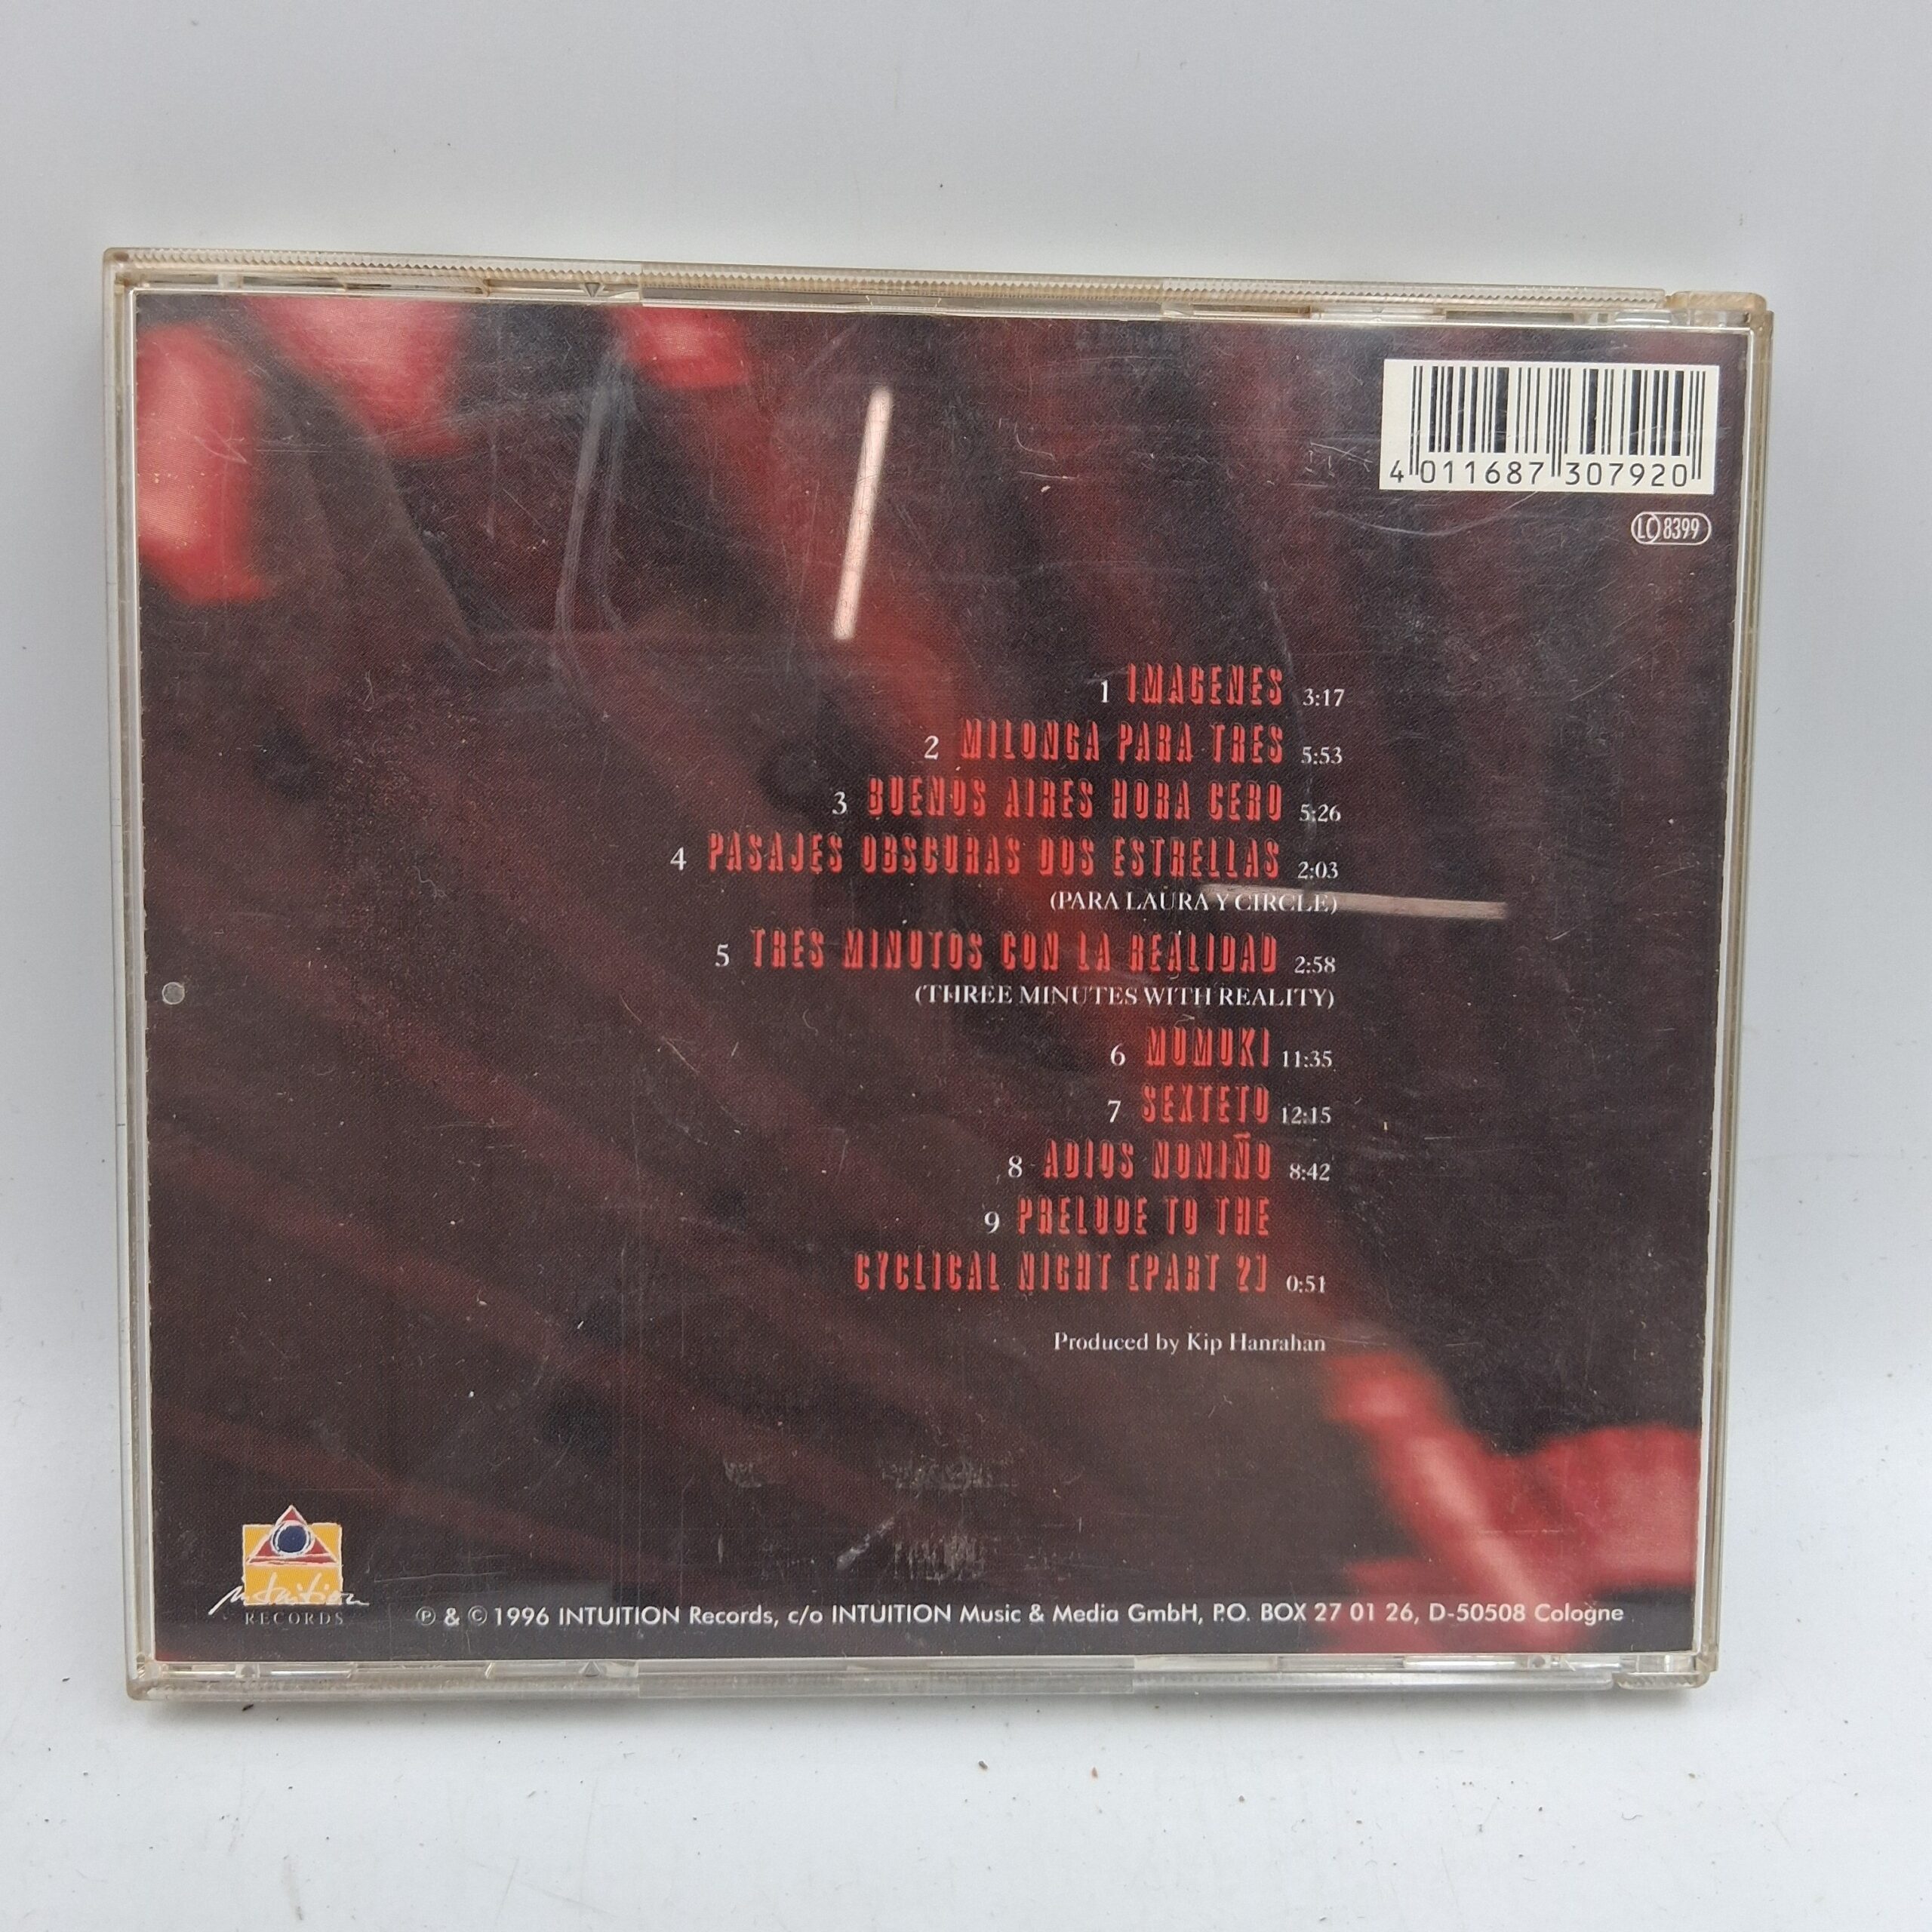 4 011687 307920
LC 8399
1 IMAGENES 3:17
2 MILONGA PARA TRES 5:53
3 BUENOS AIRES HORA CERO 5:26
4 PASAJES OBSCURAS DOS ESTRELLAS 2:03
(PARA LAURA Y CIRCLE)
5 TRES MINUTOS CON LA REALIDAD 2:58
(THREE MINUTES WITH REALITY)
6 MUMUKI 11:35
7 SEXTETO 12:15
8 ADIOS NONIÑO 8:42
9 PRELUDE TO THE
CYCLICAL NIGHT [PART 2] 0:51
Produced by Kip Hanrahan
intuition
RECORDS
℗ & © 1996 INTUITION Records, c/o INTUITION Music & Media GmbH, P.O. BOX 27 01 26, D-50508 Cologne